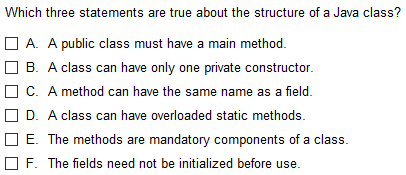 Which three statements are true about the structure of a Java class?
A. A public class must have a main method.
B. A class can have only one private constructor.
C. A method can have the same name as a field.
D. A class can have overloaded static methods.
E. The methods are mandatory components of a class.
F. The fields need not be initialized before use.